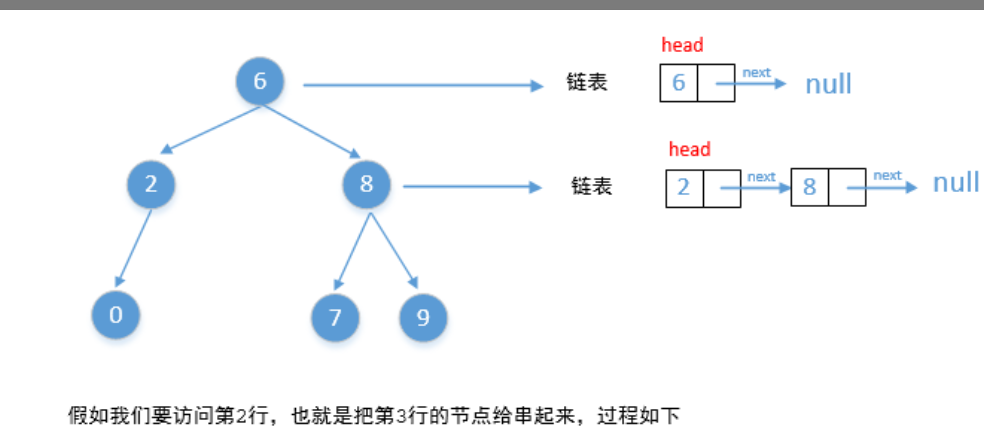 head
6 链表 6 next null
head
2 8 链表 2 next 8 next null
0 7 9
假如我们要访问第2行，也就是把第3行的节点给串起来，过程如下